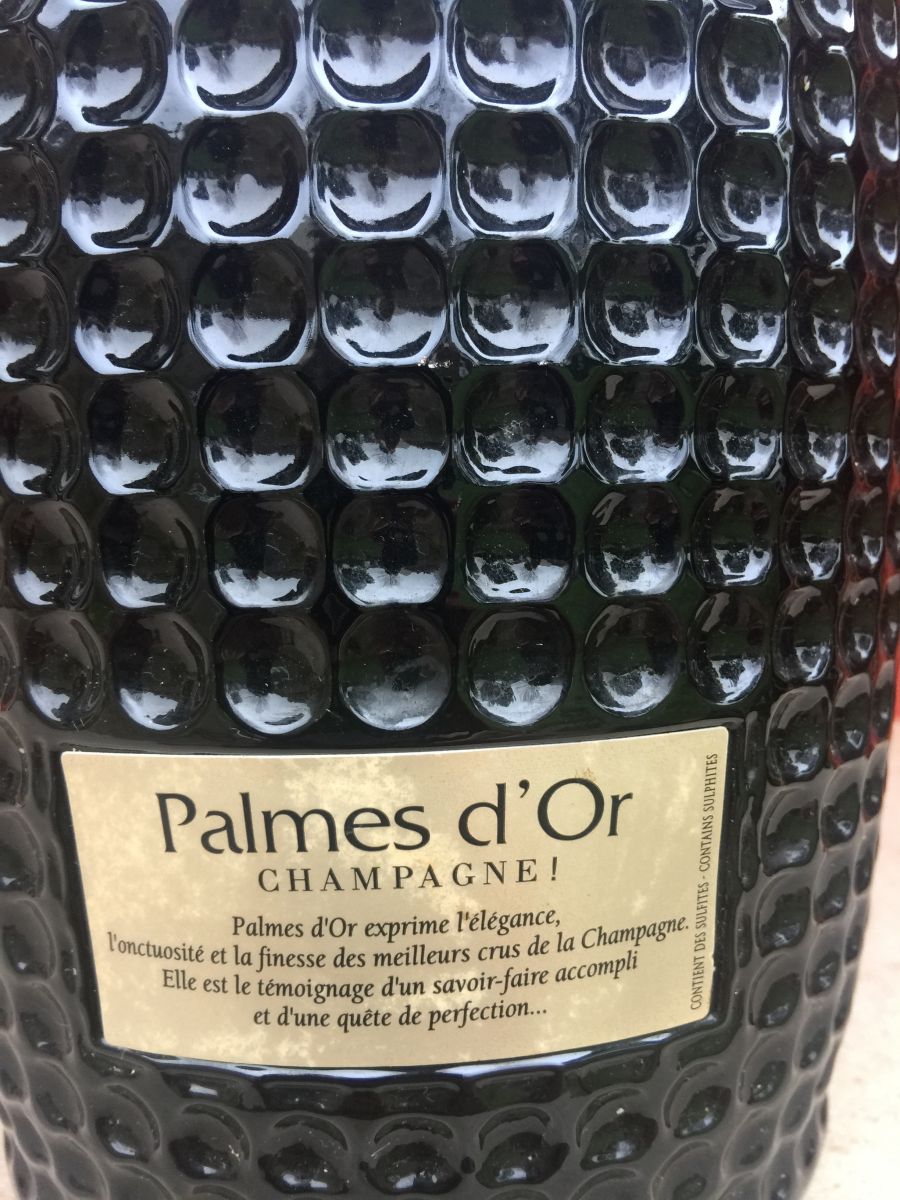 Palmes d'Or
CHAMPAGNE!
Palmes d'Or exprime l'élégance,
l'onctuosité et la finesse des meilleurs crus de la Champagne.
Elle est le témoignage d'un savoir-faire accompli
et d'une quête de perfection...
CONTIENT DES SULFITES - CONTAINS SULPHITES